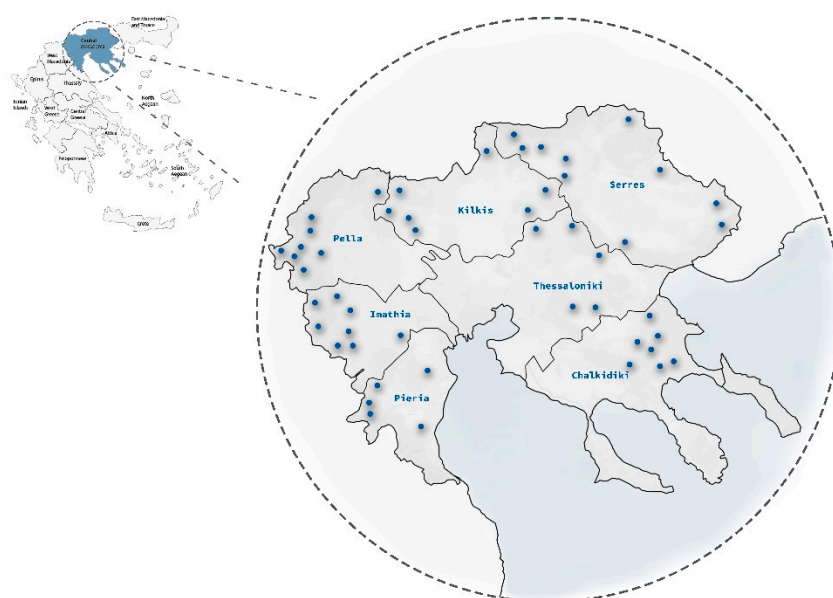 East Macedonia
and Thrace
Central
Macedonia
West
Macedonia
Epirus
Thessaly
Ionian
Islands
West
Greece
Central
Greece
North
Aegean
Attika
Peloponnese
South
Aegean
Crete
Serres
Kilkis
Pella
Thessaloniki
Imathia
Chalkidiki
Pieria